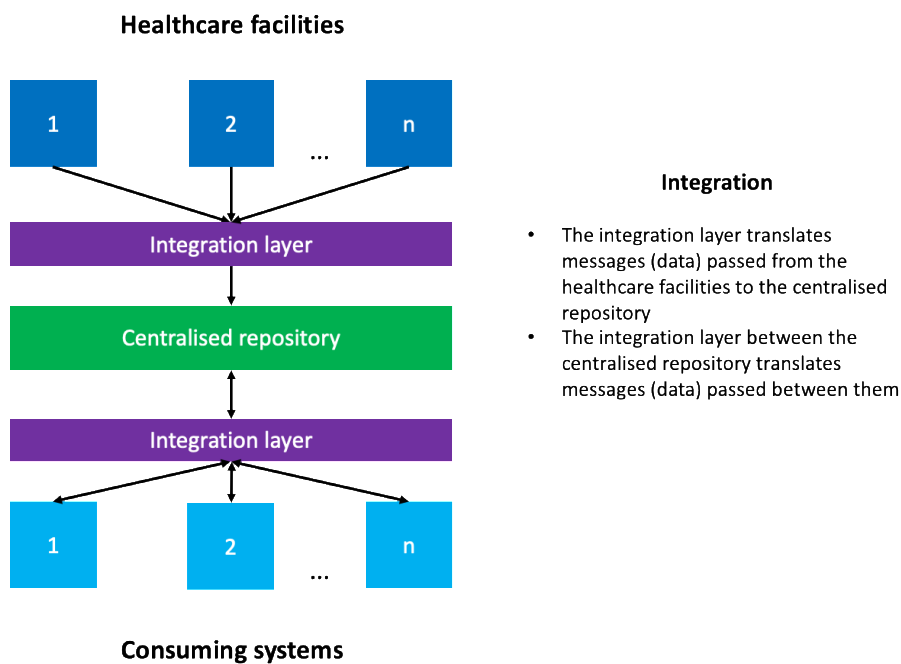 Healthcare facilities
1
2
...
n
Integration layer
Centralised repository
Integration layer
1
2
...
n
Consuming systems
Integration
• The integration layer translates
messages (data) passed from the
healthcare facilities to the centralised
repository
• The integration layer between the
centralised repository translates
messages (data) passed between them